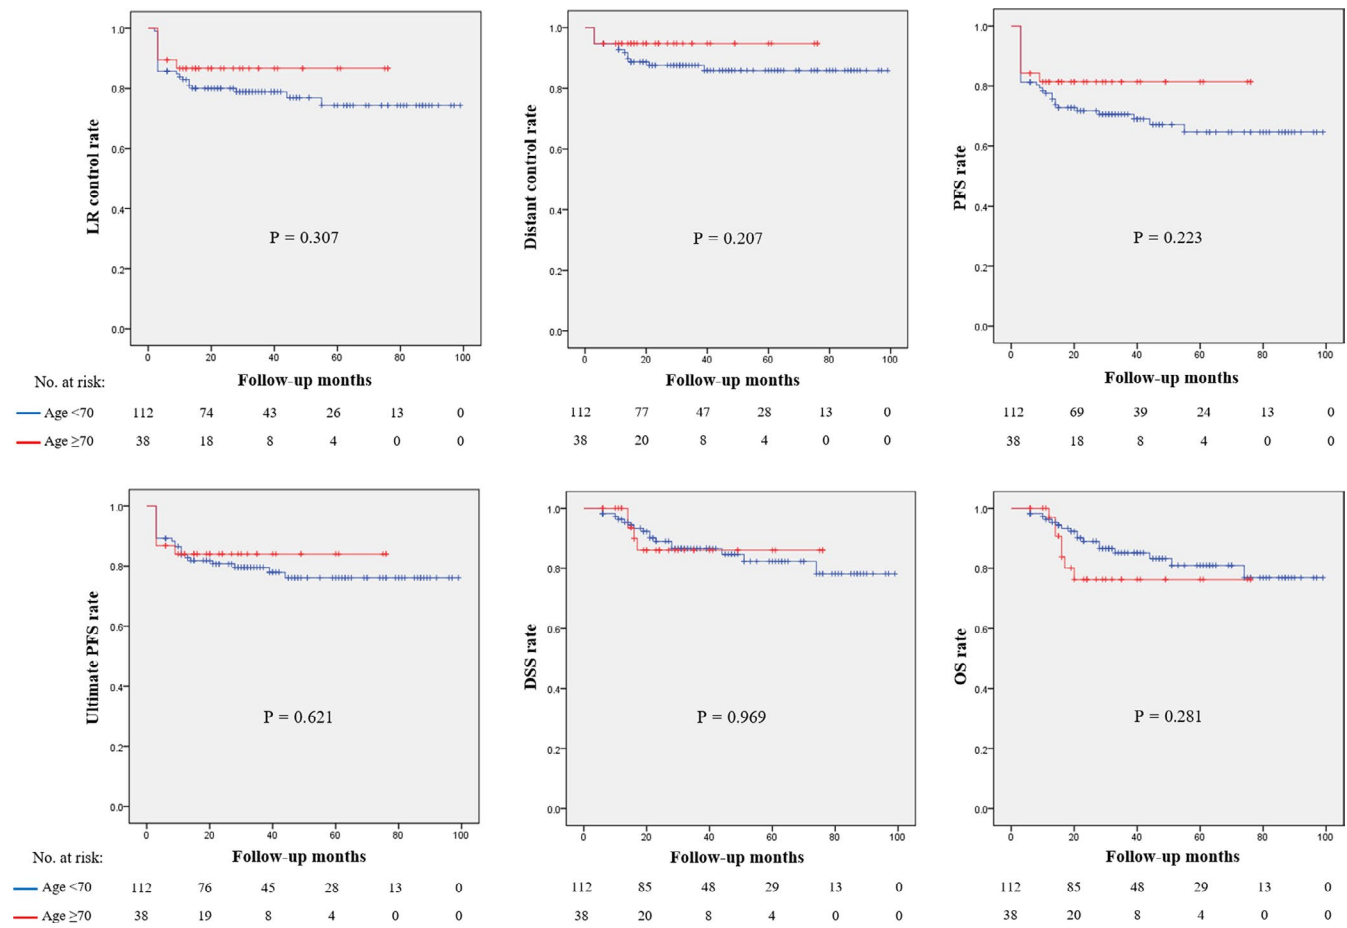 LR control rate
1.0
0.8
0.6
0.4
0.2
0.0
P = 0.307
0 20 40 60 80 100
Follow-up months
Distant control rate
1.0
0.8
0.6
0.4
0.2
0.0
P = 0.207
0 20 40 60 80 100
Follow-up months
PFS rate
1.0
0.8
0.6
0.4
0.2
0.0
P = 0.223
0 20 40 60 80 100
Follow-up months
No. at risk:
Age <70 112 74 43 26 13 0 112 77 47 28 13 0 112 69 39 24 13 0
Age ≥70 38 18 8 4 0 0 38 20 8 4 0 0 38 18 8 4 0 0
Ultimate PFS rate
1.0
0.8
0.6
0.4
0.2
0.0
P = 0.621
0 20 40 60 80 100
Follow-up months
DSS rate
1.0
0.8
0.6
0.4
0.2
0.0
P = 0.969
0 20 40 60 80 100
Follow-up months
OS rate
1.0
0.8
0.6
0.4
0.2
0.0
P = 0.281
0 20 40 60 80 100
Follow-up months
No. at risk:
Age <70 112 76 45 28 13 0 112 85 48 29 13 0 112 85 48 29 13 0
Age ≥70 38 19 8 4 0 0 38 20 8 4 0 0 38 20 8 4 0 0